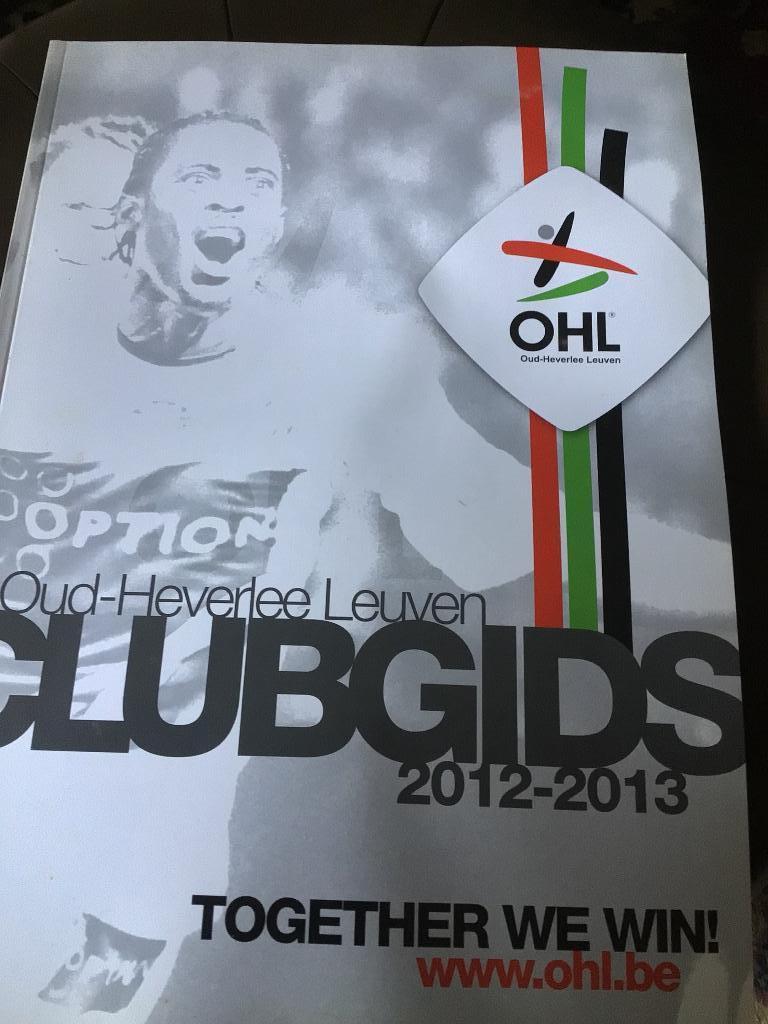 OHL®
Oud-Heverlee Leuven
OPTION
Oud-Heverlee Leuven
CLUBGIDS
2012-2013
TOGETHER WE WIN!
www.ohl.be